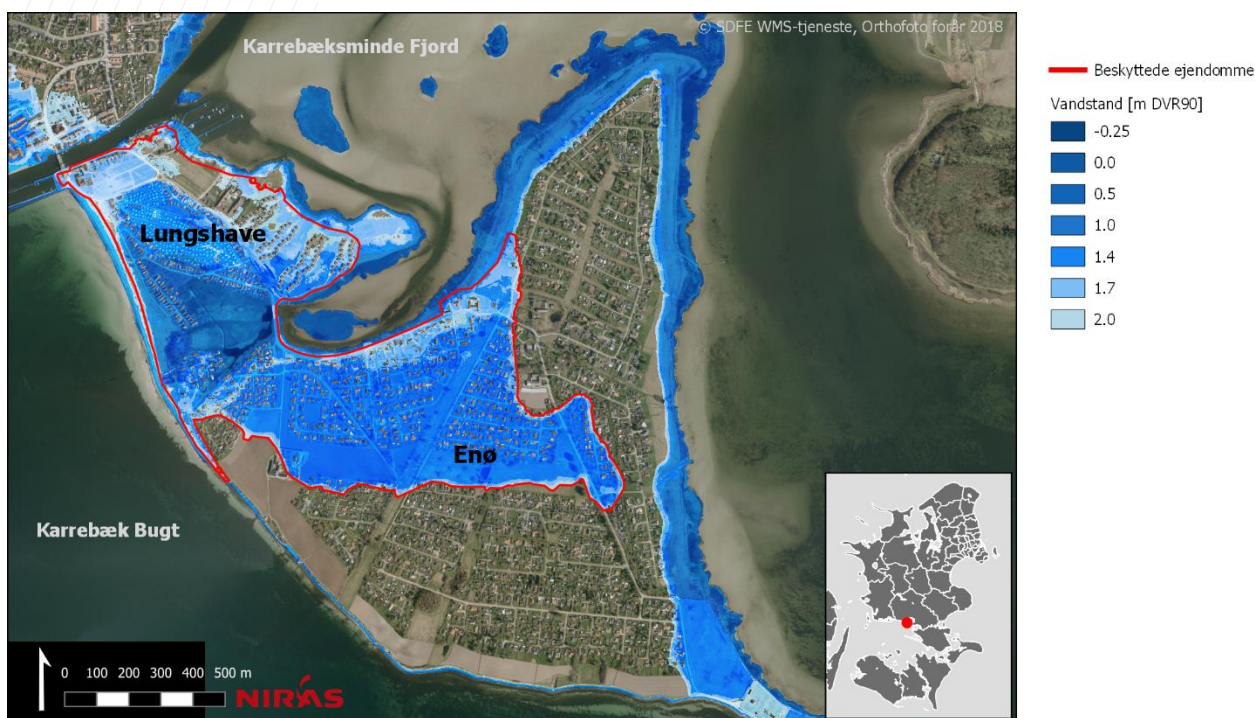 Karrebæksminde Fjord
© SDFE WMS-tjeneste, Orthofoto forår 2018
Lungshave
Enø
Karrebæk Bugt
0 100 200 300 400 500 m
NIRAS
Beskyttede ejendomme
Vandstand [m DVR90]
-0.25
0.0
0.5
1.0
1.4
1.7
2.0